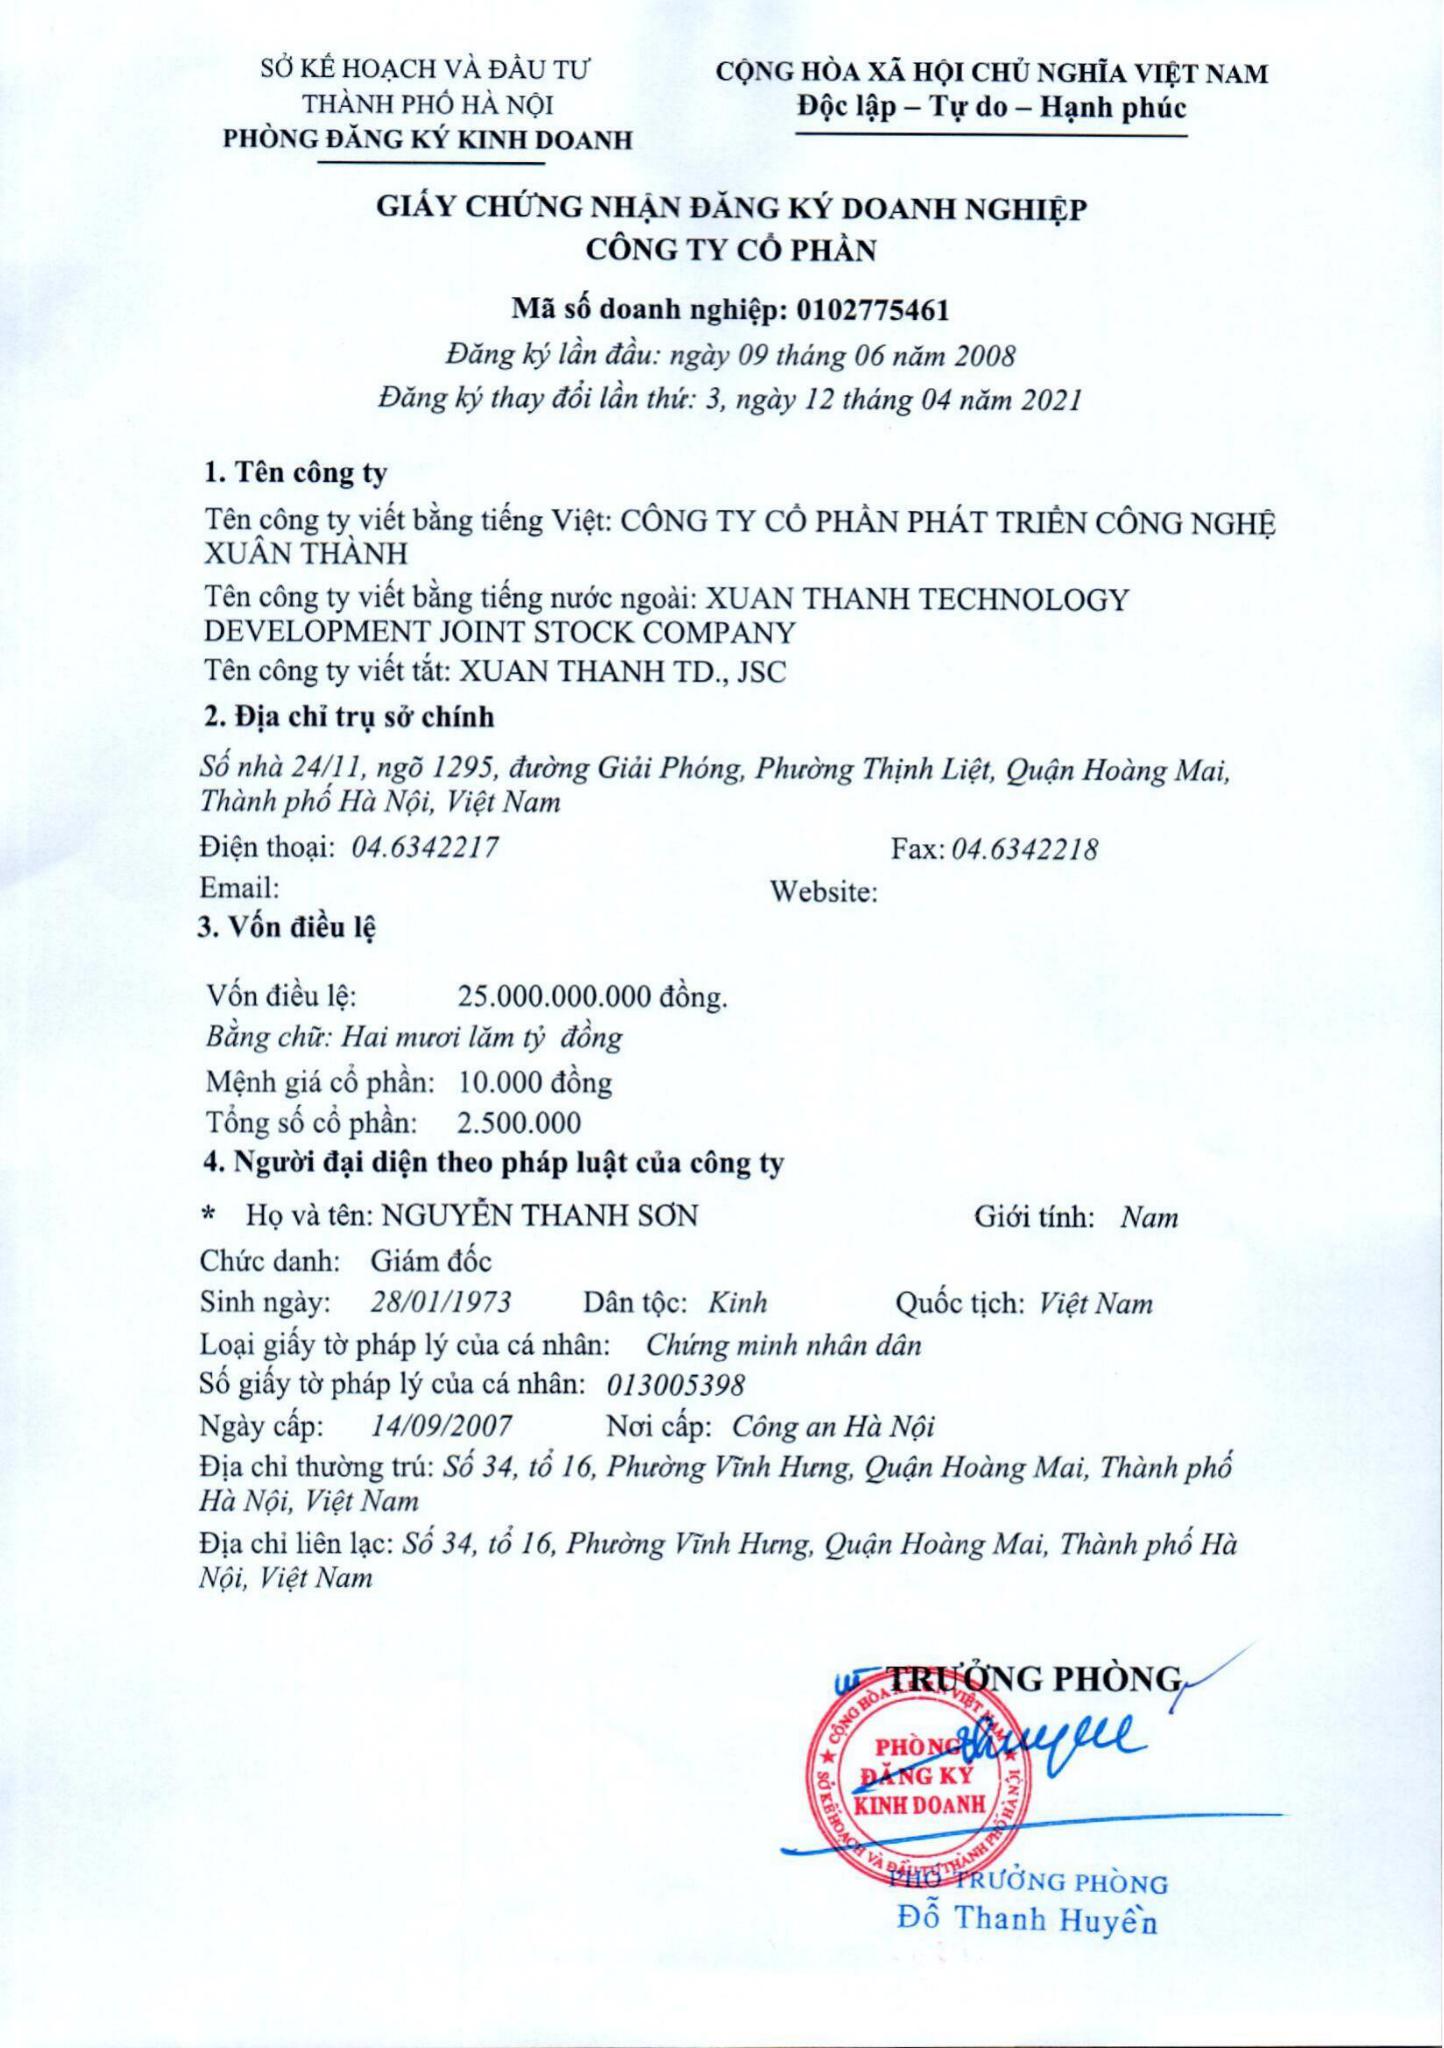 SỞ KẾ HOẠCH VÀ ĐẦU TƯ
THÀNH PHỐ HÀ NỘI
PHÒNG ĐĂNG KÝ KINH DOANH
CỘNG HÒA XÃ HỘI CHỦ NGHĨA VIỆT NAM
Độc lập – Tự do – Hạnh phúc
GIẤY CHỨNG NHẬN ĐĂNG KÝ DOANH NGHIỆP
CÔNG TY CỔ PHẦN
Mã số doanh nghiệp: 0102775461
Đăng ký lần đầu: ngày 09 tháng 06 năm 2008
Đăng ký thay đổi lần thứ: 3, ngày 12 tháng 04 năm 2021
1. Tên công ty
Tên công ty viết bằng tiếng Việt: CÔNG TY CỔ PHẦN PHÁT TRIỂN CÔNG NGHỆ
XUÂN THÀNH
Tên công ty viết bằng tiếng nước ngoài: XUAN THANH TECHNOLOGY
DEVELOPMENT JOINT STOCK COMPANY
Tên công ty viết tắt: XUAN THANH TD., JSC
2. Địa chỉ trụ sở chính
Số nhà 24/11, ngõ 1295, đường Giải Phóng, Phường Thịnh Liệt, Quận Hoàng Mai,
Thành phố Hà Nội, Việt Nam
Điện thoại: 04.6342217 Fax: 04.6342218
Email: Website:
3. Vốn điều lệ
Vốn điều lệ: 25.000.000.000 đồng.
Bằng chữ: Hai mươi lăm tỷ đồng
Mệnh giá cổ phần: 10.000 đồng
Tổng số cổ phần: 2.500.000
4. Người đại diện theo pháp luật của công ty
* Họ và tên: NGUYỄN THANH SƠN Giới tính: Nam
Chức danh: Giám đốc
Sinh ngày: 28/01/1973 Dân tộc: Kinh Quốc tịch: Việt Nam
Loại giấy tờ pháp lý của cá nhân: Chứng minh nhân dân
Số giấy tờ pháp lý của cá nhân: 013005398
Ngày cấp: 14/09/2007 Nơi cấp: Công an Hà Nội
Địa chỉ thường trú: Số 34, tổ 16, Phường Vĩnh Hưng, Quận Hoàng Mai, Thành phố
Hà Nội, Việt Nam
Địa chỉ liên lạc: Số 34, tổ 16, Phường Vĩnh Hưng, Quận Hoàng Mai, Thành phố Hà
Nội, Việt Nam
TRƯỞNG PHÒNG
CỘNG HÒA VIỆT NAM
PHÒNG
ĐĂNG KÝ
KINH DOANH
SỞ KẾ HOẠCH VÀ ĐẦU TƯ THÀNH PHỐ HÀ NỘI
PHÓ TRƯỞNG PHÒNG
Đỗ Thanh Huyền